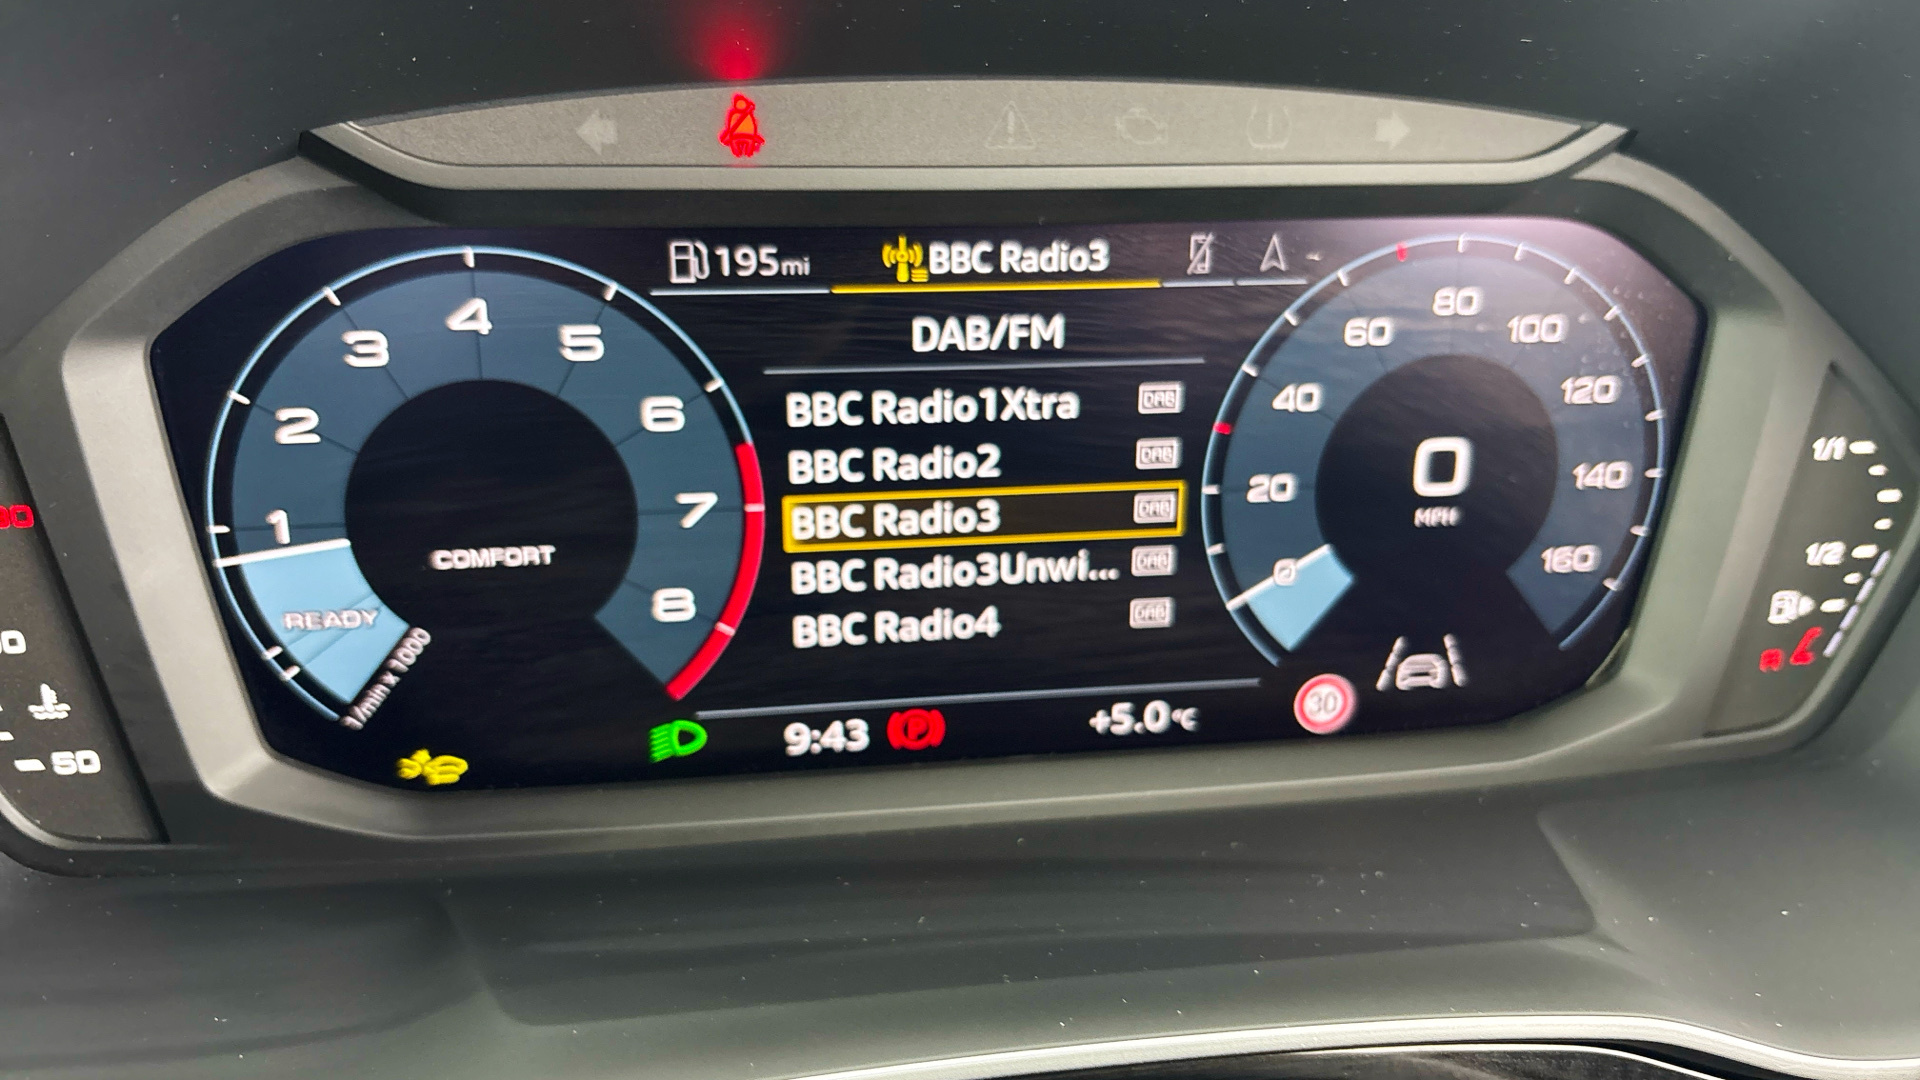 195mi
BBC Radio3
DAB/FM
BBC Radio1Xtra DAB
BBC Radio2 DAB
BBC Radio3 DAB
BBC Radio3Unwi... DAB
BBC Radio4 DAB
1
2
3
4
5
6
7
8
COMFORT
READY
1/min x 1000
0
20
40
60
80
100
120
140
160
0
MPH
9:43
P
+5.0°C
30
50
1/1
1/2